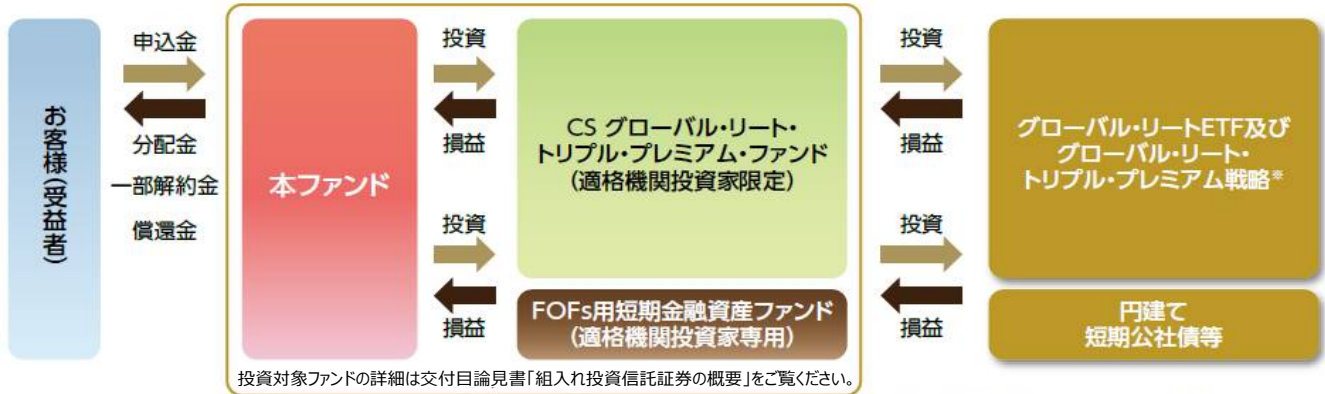 お客様(受益者)
申込金
分配金
一部解約金
償還金
本ファンド
投資
損益
投資
損益
CS グローバル・リート・
トリプル・プレミアム・ファンド
(適格機関投資家限定)
FOFs用短期金融資産ファンド
(適格機関投資家専用)
投資
損益
投資
損益
グローバル・リートETF及び
グローバル・リート・
トリプル・プレミアム戦略※
円建て
短期公社債等
投資対象ファンドの詳細は交付目論見書「組入れ投資信託証券の概要」をご覧ください。